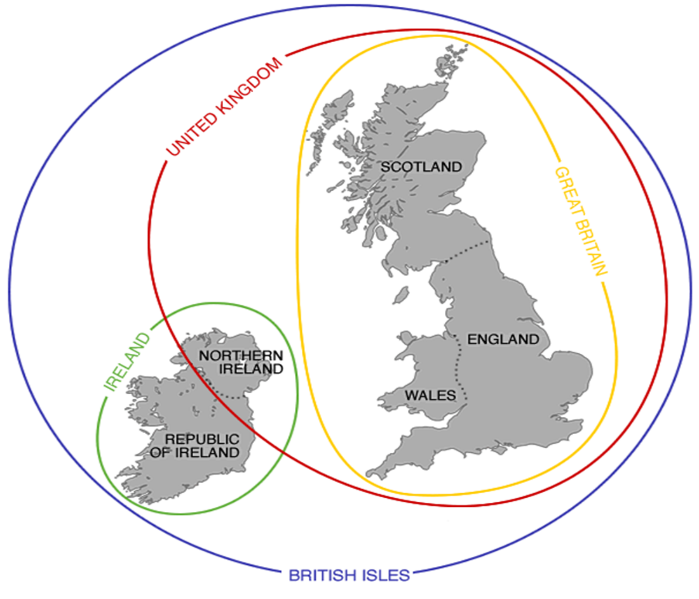 UNITED KINGDOM
SCOTLAND
GREAT BRITAIN
ENGLAND
IRELAND
NORTHERN
IRELAND
WALES
REPUBLIC
OF IRELAND
BRITISH ISLES